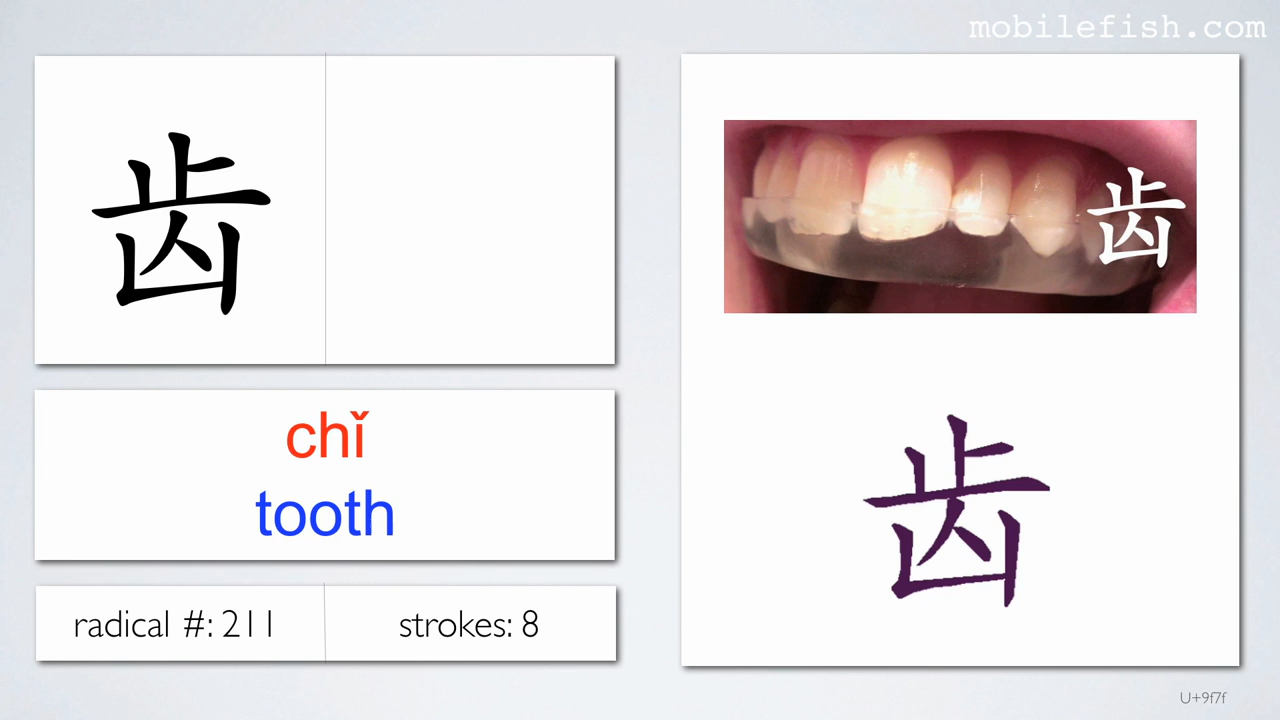 mobilefish.com
齿
chǐ
tooth
radical #: 211
strokes: 8
齿
齿
U+9f7f